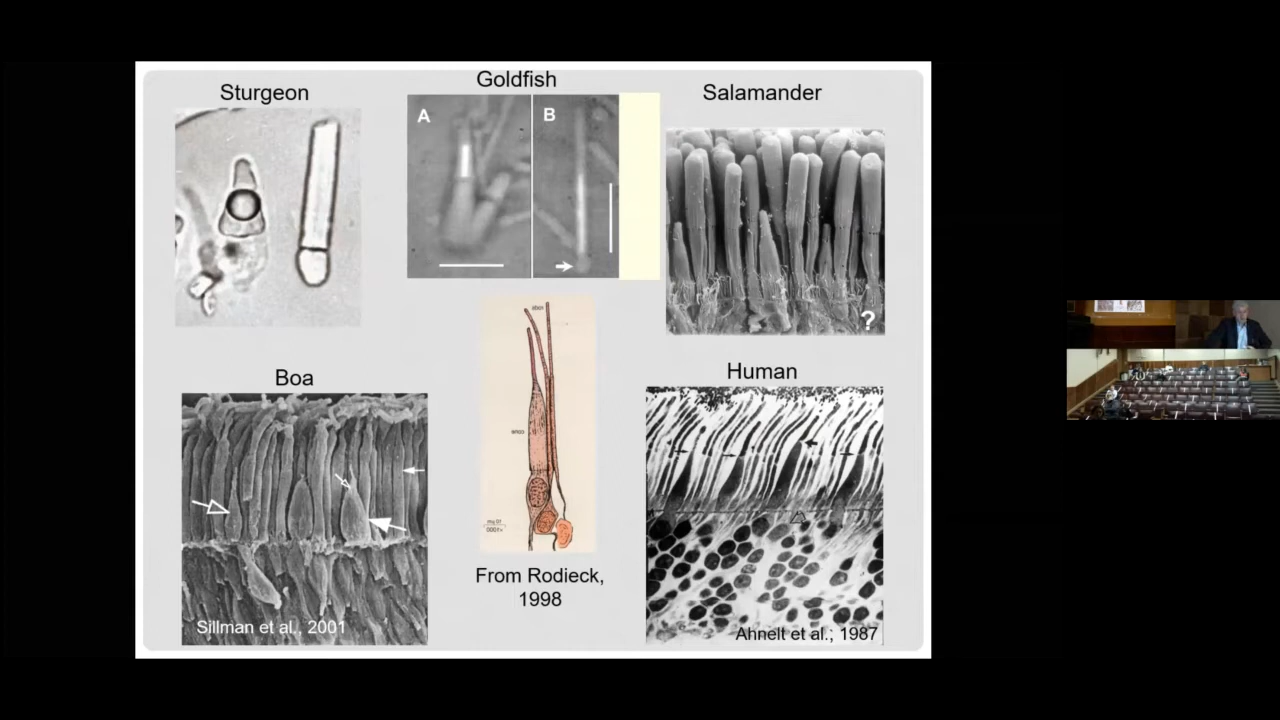 Sturgeon
Goldfish
Salamander
A
B
?
Boa
Human
From Rodieck,
1998
Sillman et al., 2001
Ahnelt et al.; 1987